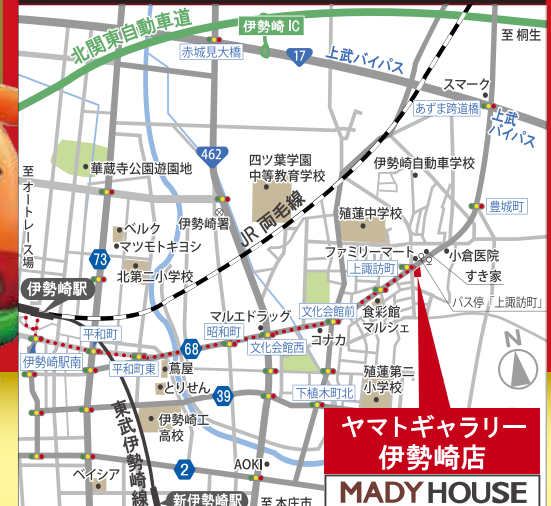 北関東自動車道
伊勢崎IC
至 桐生
赤城見大橋
17
上武バイパス
スマーク
あずま跨道橋
上武
バイパス
462
四ツ葉学園
中等教育学校
伊勢崎自動車学校
華蔵寺公園遊園地
至オートレース場
JR両毛線
豊城町
殖蓮中学校
伊勢崎署
ベルク
マツモトキヨシ
73
北第二小学校
ファミリーマート
小倉医院
上諏訪町
すき家
バス停「上諏訪町」
伊勢崎駅
食彩館
マルシェ
マルエドラッグ
文化会館前
平和町
昭和町
コナカ
伊勢崎駅南
平和町東
68
文化会館西
蔦屋
とりせん
39
殖蓮第二
小学校
下植木町北
伊勢崎工
高校
東武伊勢崎線
N
ヤマトギャラリー
伊勢崎店
2
ベイシア
AOKI
新伊勢崎駅
至 本庄市
MADY HOUSE